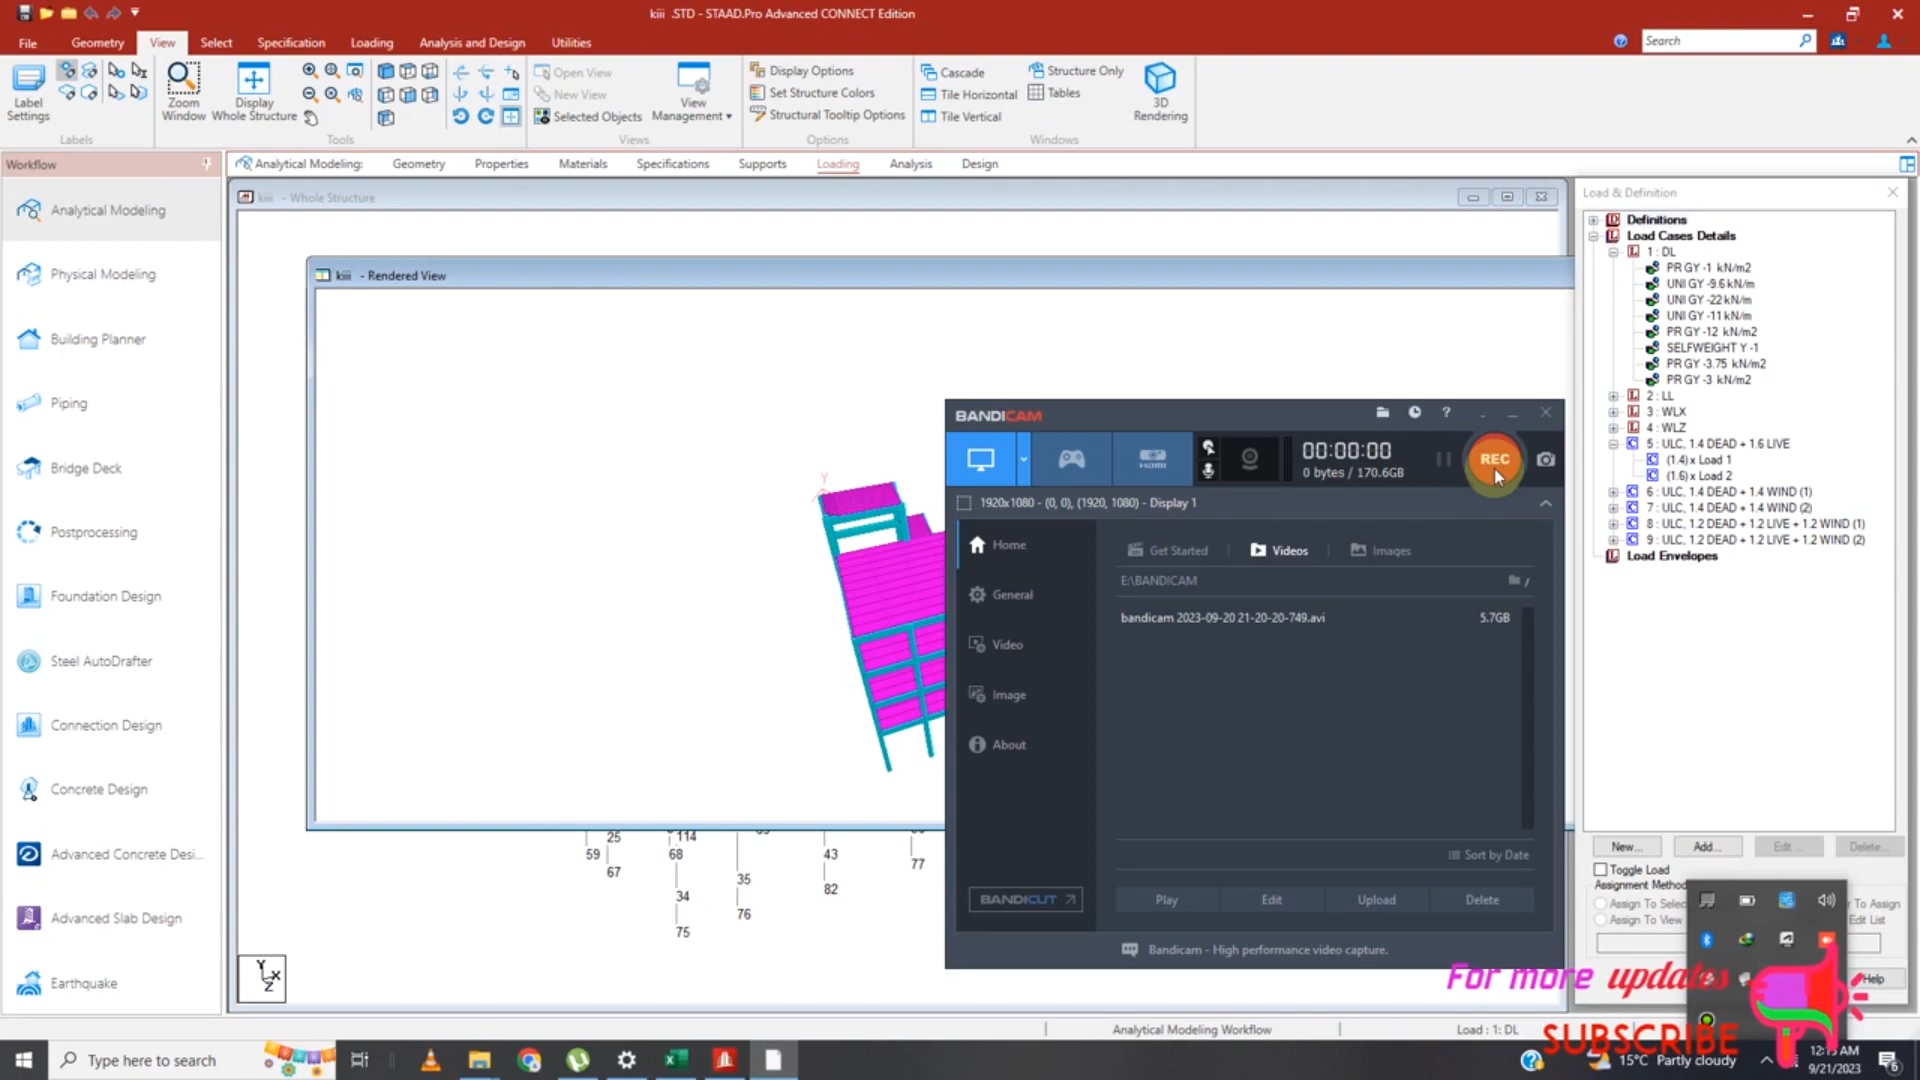 kiii .STD - STAAD.Pro Advanced CONNECT Edition
File Geometry View Select Specification Loading Analysis and Design Utilities Search
Label Settings
Zoom Window
Display Whole Structure
Open View
New View
Selected Objects
View Management
Display Options
Set Structure Colors
Structural Tooltip Options
Cascade
Tile Horizontal
Tile Vertical
Structure Only
Tables
3D Rendering
Labels Tools Views Options Windows
Workflow
Analytical Modeling: Geometry Properties Materials Specifications Supports Loading Analysis Design
Analytical Modeling
Physical Modeling
Building Planner
Piping
Bridge Deck
Postprocessing
Foundation Design
Steel AutoDrafter
Connection Design
Concrete Design
Advanced Concrete Desi...
Advanced Slab Design
Earthquake
kiii - Whole Structure
kiii - Rendered View
Y
25
59
67
114
68
34
75
35
76
43
82
77
Y
X
Z
BANDICAM
HDMI
00:00:00
0 bytes / 170.6GB
REC
1920x1080 - (0, 0), (1920, 1080) - Display 1
Home
General
Video
Image
About
BANDICUT
Get Started Videos Images
E:\BANDICAM
bandicam 2023-09-20 21-20-20-749.avi 5.7GB
Sort by Date
Play Edit Upload Delete
Bandicam - High performance video capture.
Load & Definition
Definitions
Load Cases Details
1 : DL
PR GY -1 kN/m2
UNI GY -9.6 kN/m
UNI GY -22 kN/m
UNI GY -11 kN/m
PR GY -12 kN/m2
SELFWEIGHT Y -1
PR GY -3.75 kN/m2
PR GY -3 kN/m2
2 : LL
3 : WLX
4 : WLZ
5 : ULC, 1.4 DEAD + 1.6 LIVE
(1.4) x Load 1
(1.6) x Load 2
6 : ULC, 1.4 DEAD + 1.4 WIND (1)
7 : ULC, 1.4 DEAD + 1.4 WIND (2)
8 : ULC, 1.2 DEAD + 1.2 LIVE + 1.2 WIND (1)
9 : ULC, 1.2 DEAD + 1.2 LIVE + 1.2 WIND (2)
Load Envelopes
New... Add... Edit... Delete...
Toggle Load
Assignment Metho
Assign To Selec
Assign To View
To Assign
Edit List
Help
For more updates
SUBSCRIBE
Analytical Modeling Workflow
Load : 1: DL
Type here to search
15°C Partly cloudy
AM
9/21/2023
6